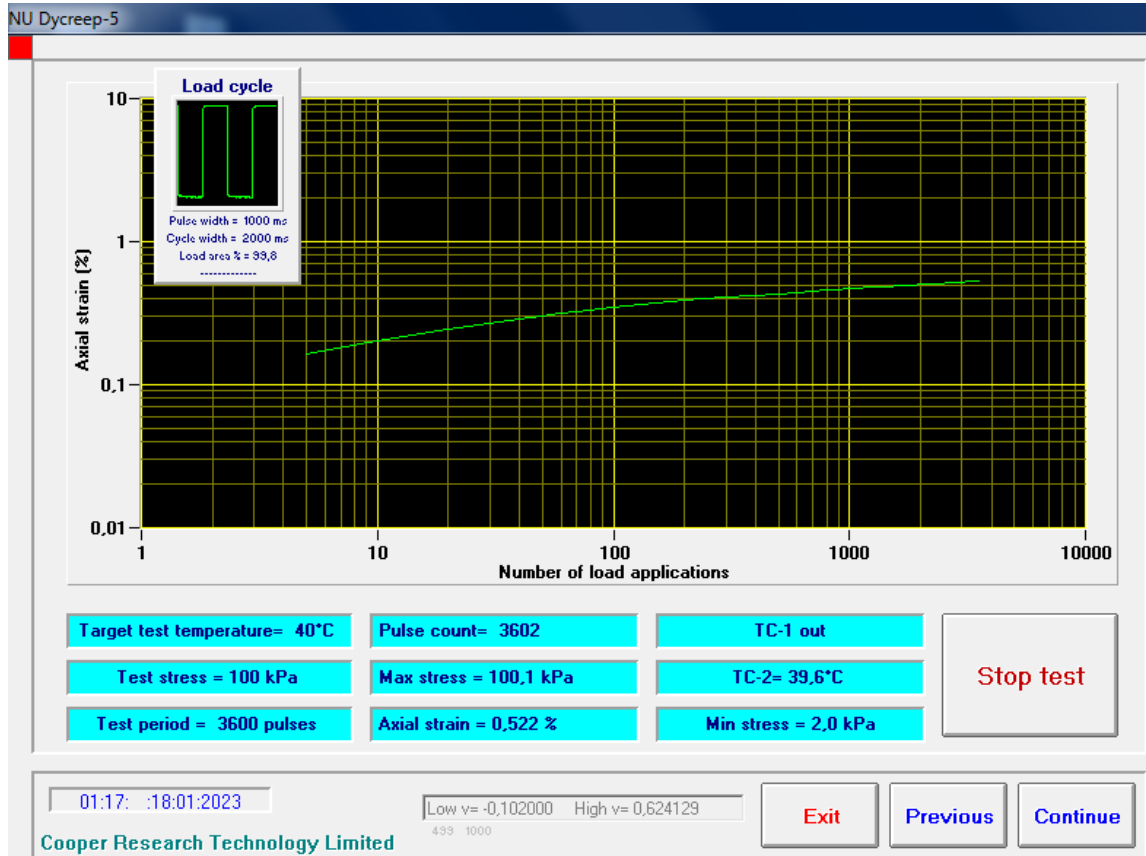 NU Dycreep-5
Load cycle
Pulse width = 1000 ms
Cycle width = 2000 ms
Load area % = 99,8
-------------
10
1
0,1
0,01
Axial strain (%)
1 10 100 1000 10000
Number of load applications
Target test temperature= 40°C
Pulse count= 3602
TC-1 out
Test stress = 100 kPa
Max stress = 100,1 kPa
TC-2= 39,6°C
Test period = 3600 pulses
Axial strain = 0,522 %
Min stress = 2,0 kPa
Stop test
01:17: :18:01:2023
Low v= -0,102000 High v= 0,624129
499 1000
Cooper Research Technology Limited
Exit
Previous
Continue